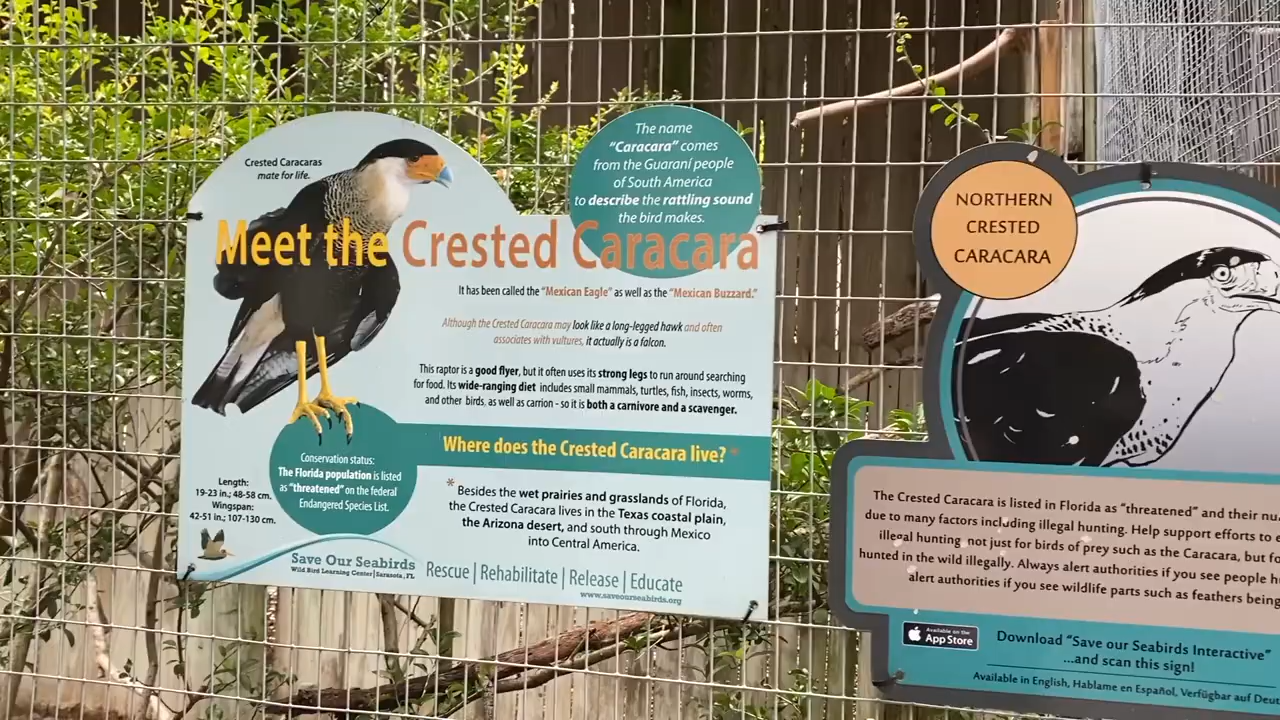 Crested Caracaras
mate for life.
The name
"Caracara" comes
from the Guaraní people
of South America
to describe the rattling sound
the bird makes.
Meet the Crested Caracara
It has been called the "Mexican Eagle" as well as the "Mexican Buzzard."
Although the Crested Caracara may look like a long-legged hawk and often
associates with vultures, it actually is a falcon.
This raptor is a good flyer, but it often uses its strong legs to run around searching
for food. Its wide-ranging diet includes small mammals, turtles, fish, insects, worms,
and other birds, as well as carrion - so it is both a carnivore and a scavenger.
Where does the Crested Caracara live? *
Conservation status:
The Florida population is listed
as "threatened" on the federal
Endangered Species List.
Length:
19-23 in.; 48-58 cm.
Wingspan:
42-51 in.; 107-130 cm.
* Besides the wet prairies and grasslands of Florida,
the Crested Caracara lives in the Texas coastal plain,
the Arizona desert, and south through Mexico
into Central America.
Save Our Seabirds
Wild Bird Learning Center | Sarasota, FL
Rescue | Rehabilitate | Release | Educate
www.saveourseabirds.org
NORTHERN
CRESTED
CARACARA
The Crested Caracara is listed in Florida as "threatened" and their nu
due to many factors including illegal hunting. Help support efforts to e
illegal hunting not just for birds of prey such as the Caracara, but fo
hunted in the wild illegally. Always alert authorities if you see people h
alert authorities if you see wildlife parts such as feathers being
Available on the
App Store
Download "Save our Seabirds Interactive"
...and scan this sign!
Available in English, Hablame en Español, Verfügbar auf Deut